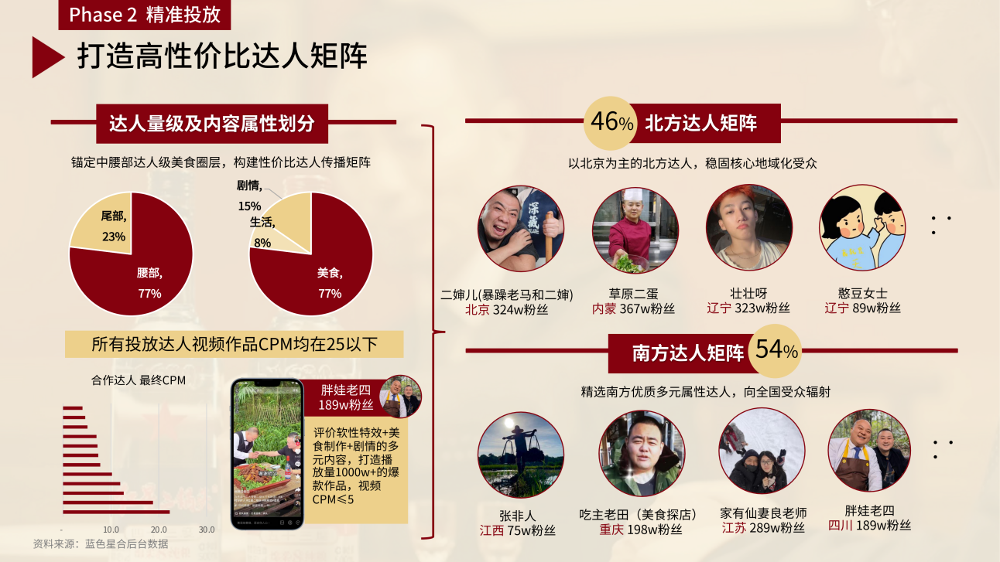 Phase 2 精准投放
打造高性价比达人矩阵
达人量级及内容属性划分
锚定中腰部达人级美食圈层，构建性价比达人传播矩阵
尾部,
23%
腰部,
77%
剧情,
15%
生活,
8%
美食,
77%
所有投放达人视频作品CPM均在25以下
合作达人 最终CPM
-
10.0
20.0
30.0
胖娃老四
189w粉丝
评价软性特效+美
食制作+剧情的多
元内容，打造播
放量1000w+的爆
款作品，视频
CPM≤5
资料来源：蓝色星合后台数据
46%
北方达人矩阵
以北京为主的北方达人，稳固核心地域化受众
深藏
二婶儿(暴躁老马和二婶)
北京 324w粉丝
草原二蛋
内蒙 367w粉丝
壮壮呀
辽宁 323w粉丝
憨豆女士
辽宁 89w粉丝
南方达人矩阵
54%
精选南方优质多元属性达人，向全国受众辐射
张非人
江西 75w粉丝
吃主老田（美食探店）
重庆 198w粉丝
家有仙妻良老师
江苏 289w粉丝
胖娃老四
四川 189w粉丝